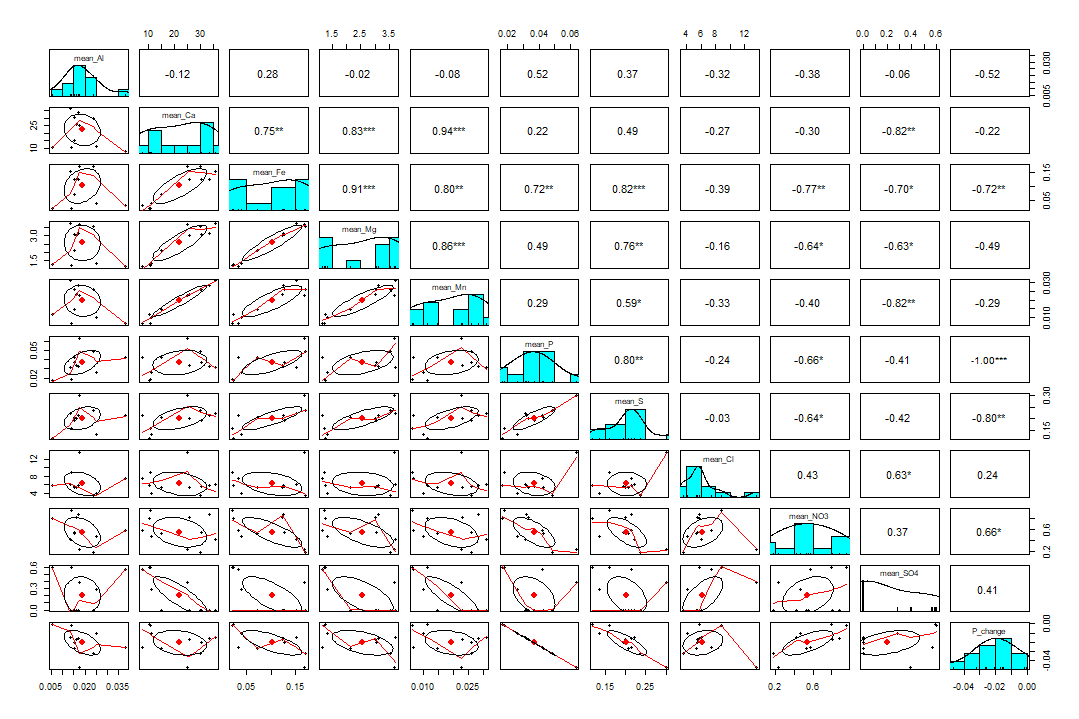 10 20 30 1.5 2.5 3.5 0.02 0.04 0.06 4 6 8 12 0.0 0.2 0.4 0.6
mean_Al -0.12 0.28 -0.02 -0.08 0.52 0.37 -0.32 -0.38 -0.06 -0.52 0.005 0.030
10 25 mean_Ca 0.75** 0.83*** 0.94*** 0.22 0.49 -0.27 -0.30 -0.82** -0.22
mean_Fe 0.91*** 0.80** 0.72** 0.82*** -0.39 -0.77** -0.70* -0.72** 0.05 0.15
1.5 3.0 mean_Mg 0.86*** 0.49 0.76** -0.16 -0.64* -0.63* -0.49
mean_Mn 0.29 0.59* -0.33 -0.40 -0.82** -0.29 0.010 0.030
0.02 0.05 mean_P 0.80** -0.24 -0.66* -0.41 -1.00***
mean_S -0.03 -0.64* -0.42 -0.80** 0.15 0.30
4 8 12 mean_Cl 0.43 0.63* 0.24
mean_NO3 0.37 0.66* 0.2 0.6
0.0 0.3 0.6 mean_SO4 0.41
P_change -0.04 0.00
0.005 0.020 0.035 0.05 0.15 0.010 0.025 0.15 0.25 0.2 0.6 -0.04 -0.02 0.00